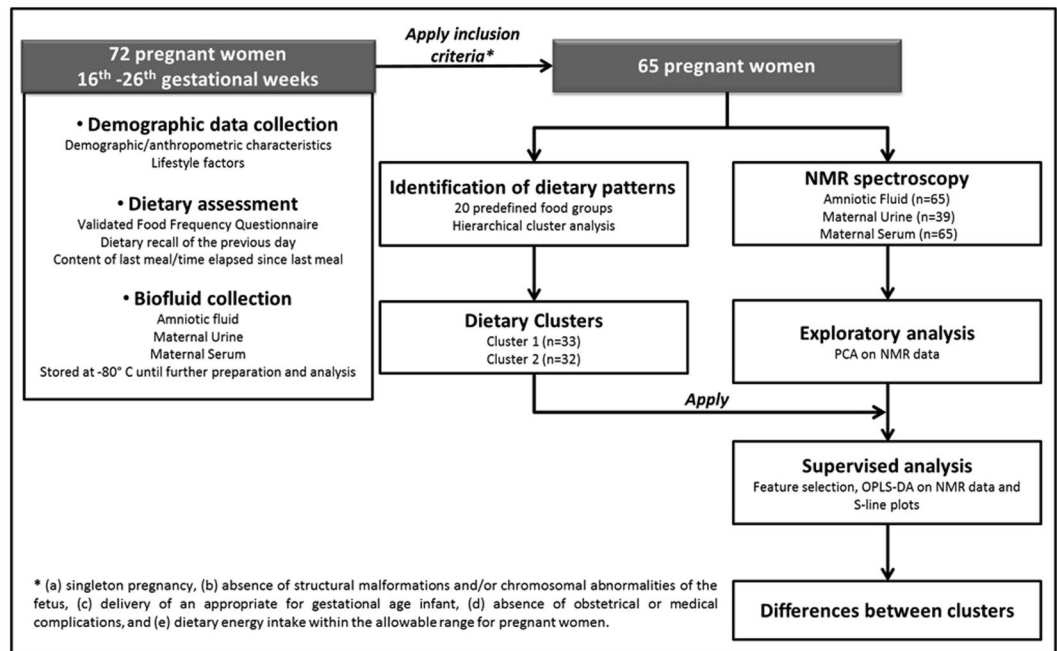 72 pregnant women
16th -26th gestational weeks
Apply inclusion
criteria*
65 pregnant women
• Demographic data collection
Demographic/anthropometric characteristics
Lifestyle factors
• Dietary assessment
Validated Food Frequency Questionnaire
Dietary recall of the previous day
Content of last meal/time elapsed since last meal
• Biofluid collection
Amniotic fluid
Maternal Urine
Maternal Serum
Stored at -80° C until further preparation and analysis
Identification of dietary patterns
20 predefined food groups
Hierarchical cluster analysis
NMR spectroscopy
Amniotic Fluid (n=65)
Maternal Urine (n=39)
Maternal Serum (n=65)
Dietary Clusters
Cluster 1 (n=33)
Cluster 2 (n=32)
Exploratory analysis
PCA on NMR data
Apply
Supervised analysis
Feature selection, OPLS-DA on NMR data and
S-line plots
Differences between clusters
* (a) singleton pregnancy, (b) absence of structural malformations and/or chromosomal abnormalities of the
fetus, (c) delivery of an appropriate for gestational age infant, (d) absence of obstetrical or medical
complications, and (e) dietary energy intake within the allowable range for pregnant women.